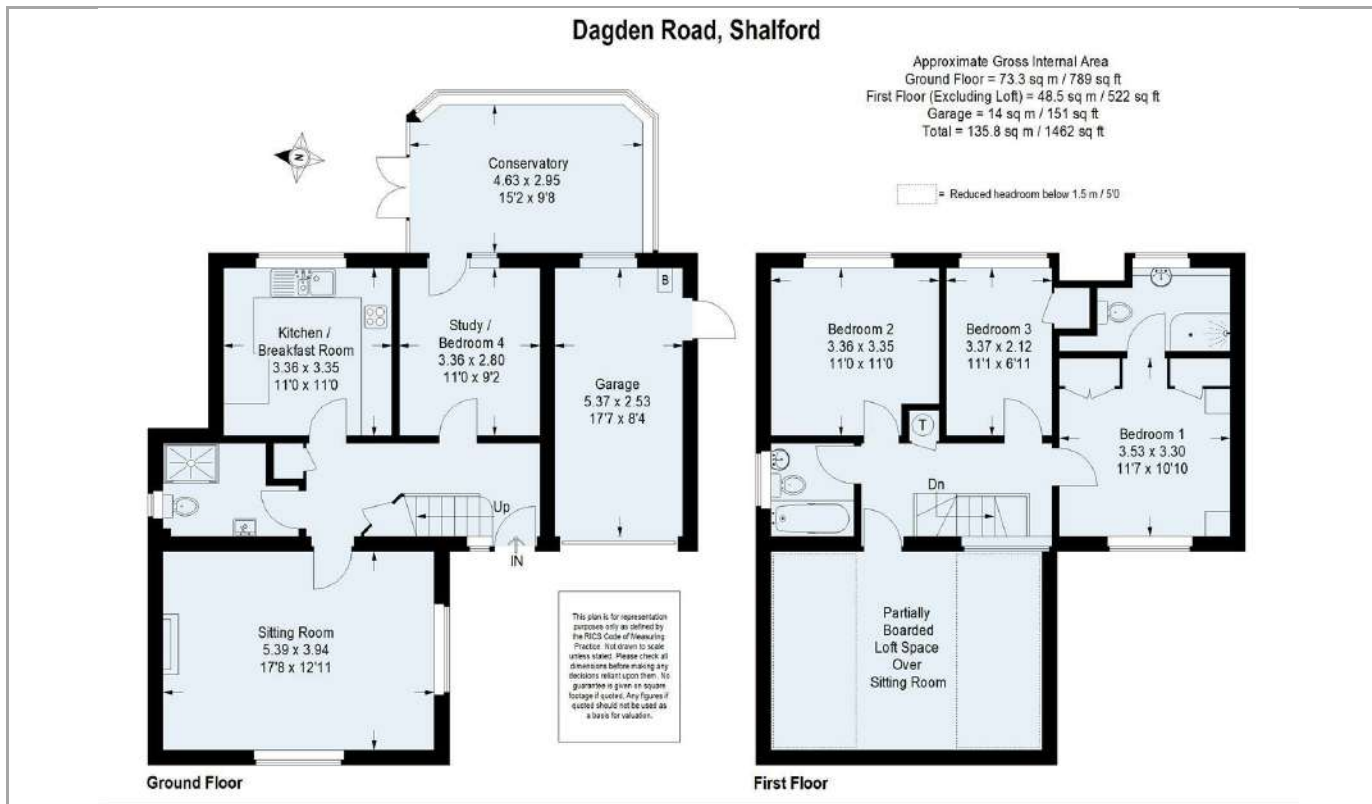 Dagden Road, Shalford
Approximate Gross Internal Area
Ground Floor = 73.3 sq m / 789 sq ft
First Floor (Excluding Loft) = 48.5 sq m / 522 sq ft
Garage = 14 sq m / 151 sq ft
Total = 135.8 sq m / 1462 sq ft
= Reduced headroom below 1.5 m / 5'0
N
Conservatory
4.63 x 2.95
15'2 x 9'8
Kitchen /
Breakfast Room
3.36 x 3.35
11'0 x 11'0
Study /
Bedroom 4
3.36 x 2.80
11'0 x 9'2
B
Garage
5.37 x 2.53
17'7 x 8'4
Up
IN
Sitting Room
5.39 x 3.94
17'8 x 12'11
Ground Floor
This plan is for representation
purposes only as defined by
the RICS Code of Measuring
Practice. Not drawn to scale
unless stated. Please check all
dimensions before making any
decisions reliant upon them. No
guarantee is given on square
footage if quoted. Any figures if
quoted should not be used as
a basis for valuation.
Bedroom 2
3.36 x 3.35
11'0 x 11'0
Bedroom 3
3.37 x 2.12
11'1 x 6'11
T
Bedroom 1
3.53 x 3.30
11'7 x 10'10
Dn
Partially
Boarded
Loft Space
Over
Sitting Room
First Floor